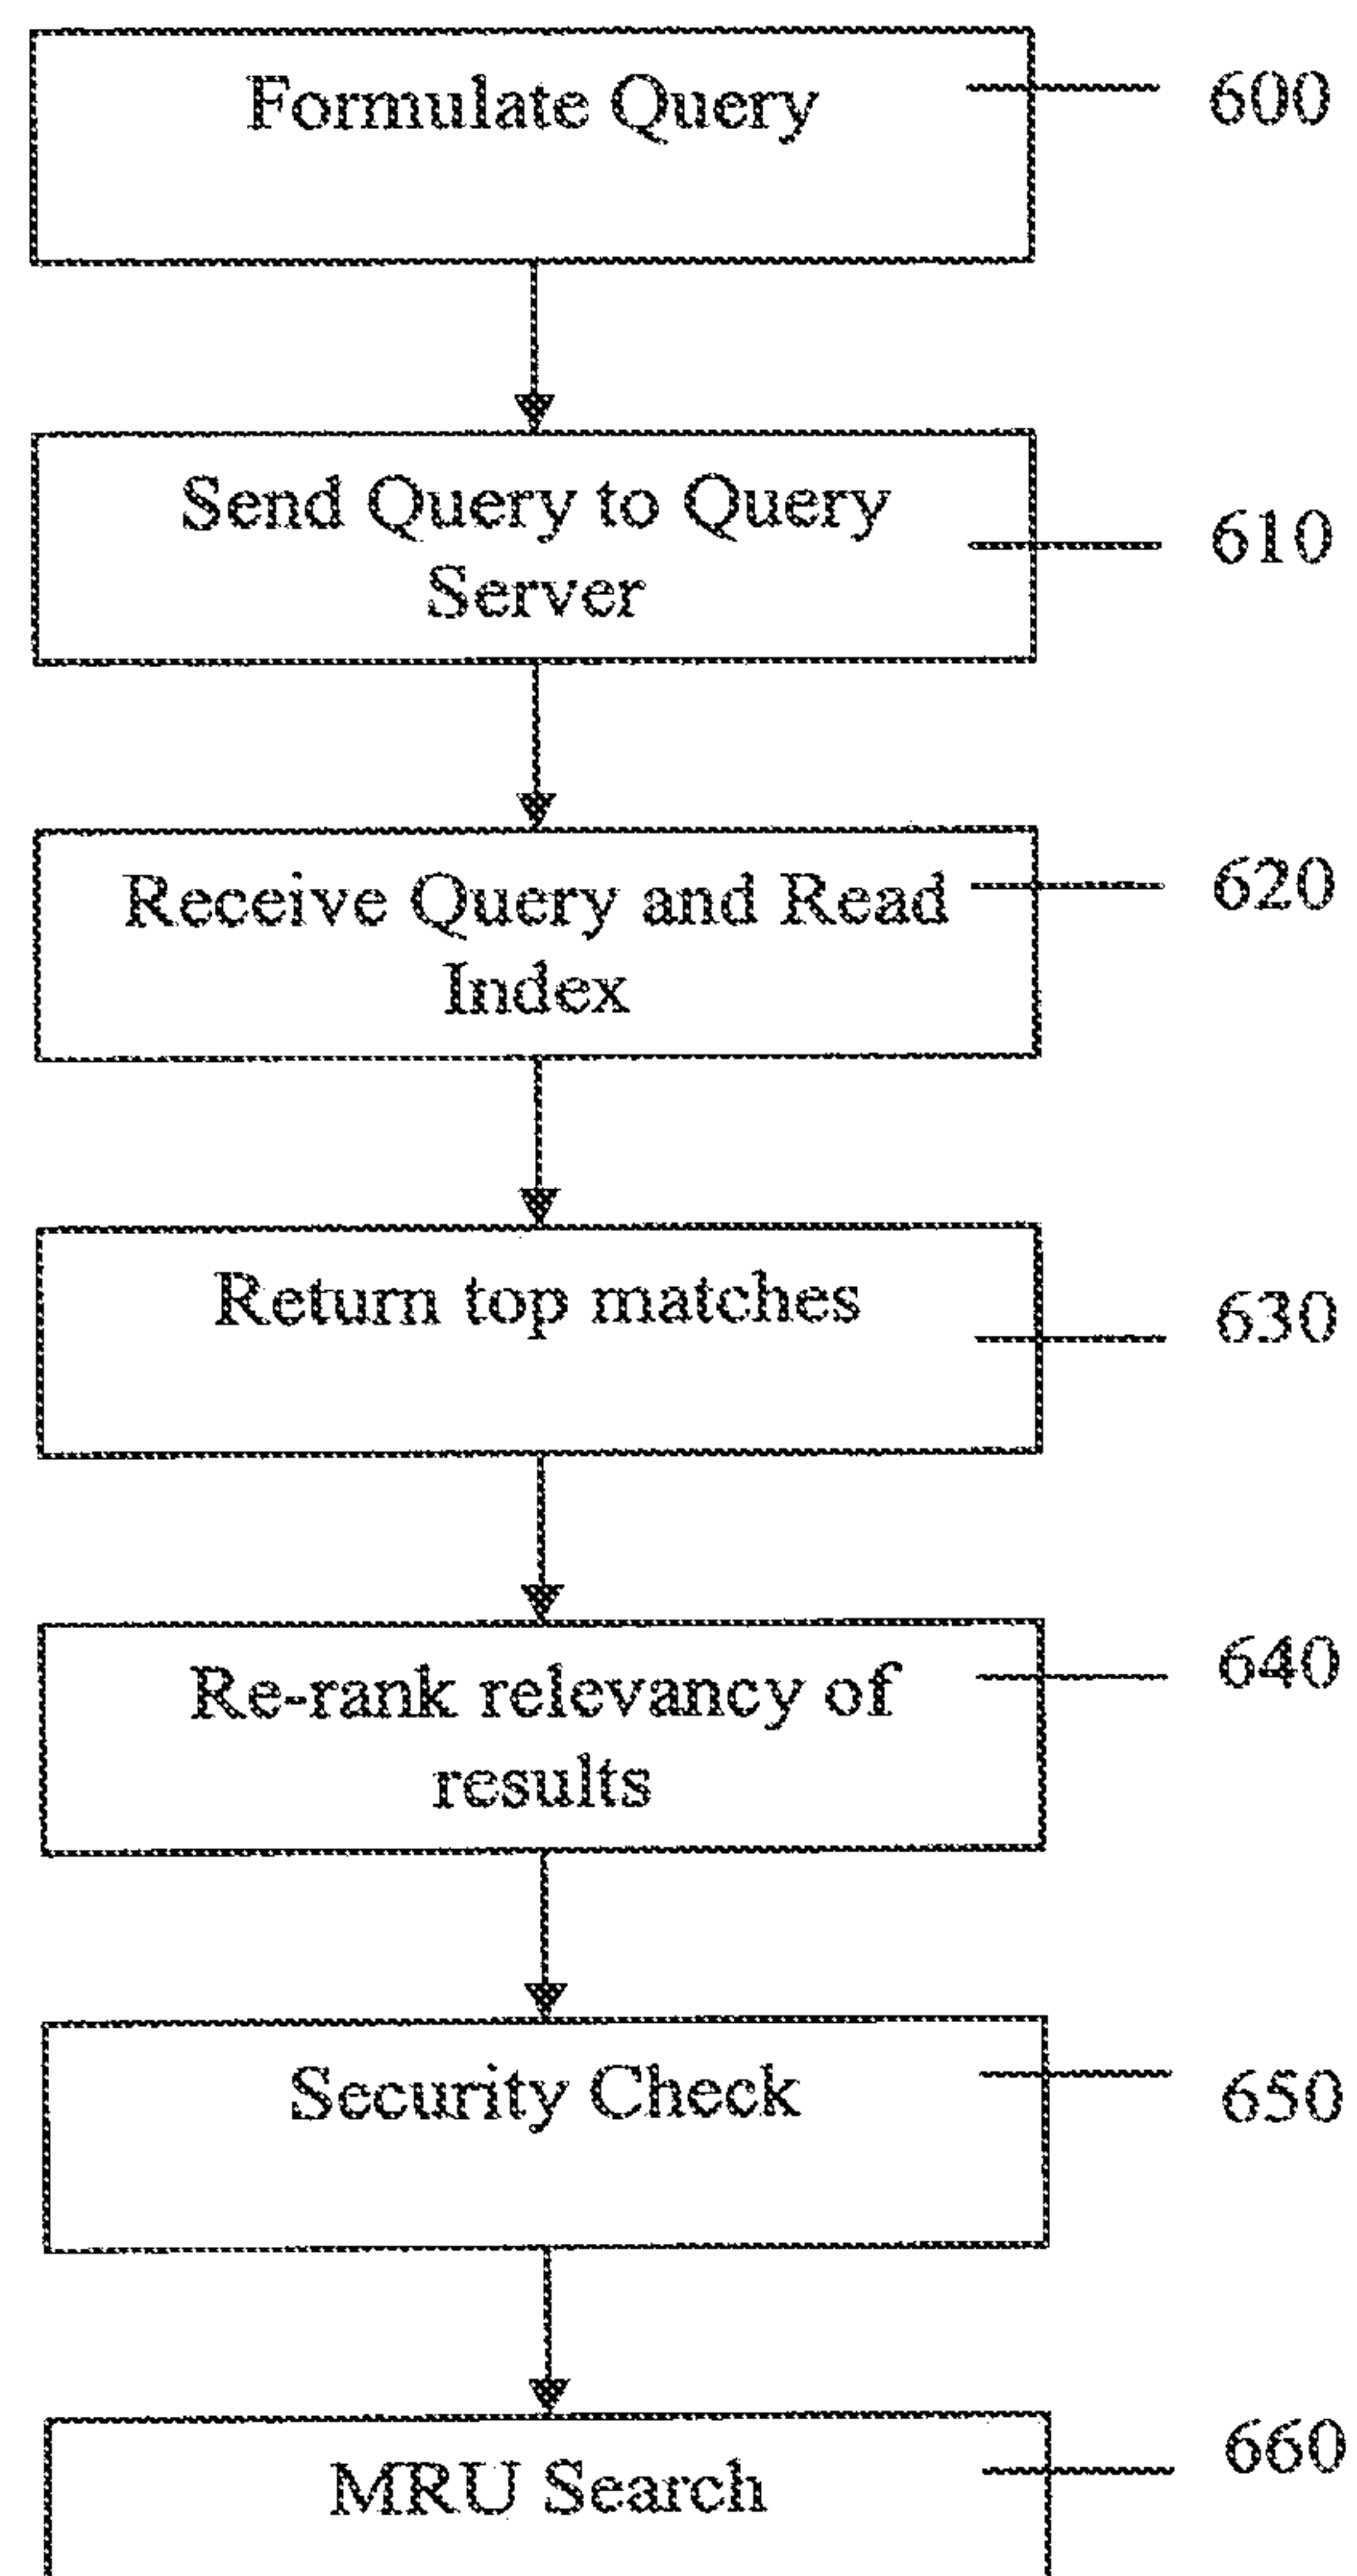 Formulate Query
600
Send Query to Query
Server
610
Receive Query and Read
Index
620
Return top matches
630
Re-rank relevancy of
results
640
Security Check
650
MRU Search
660